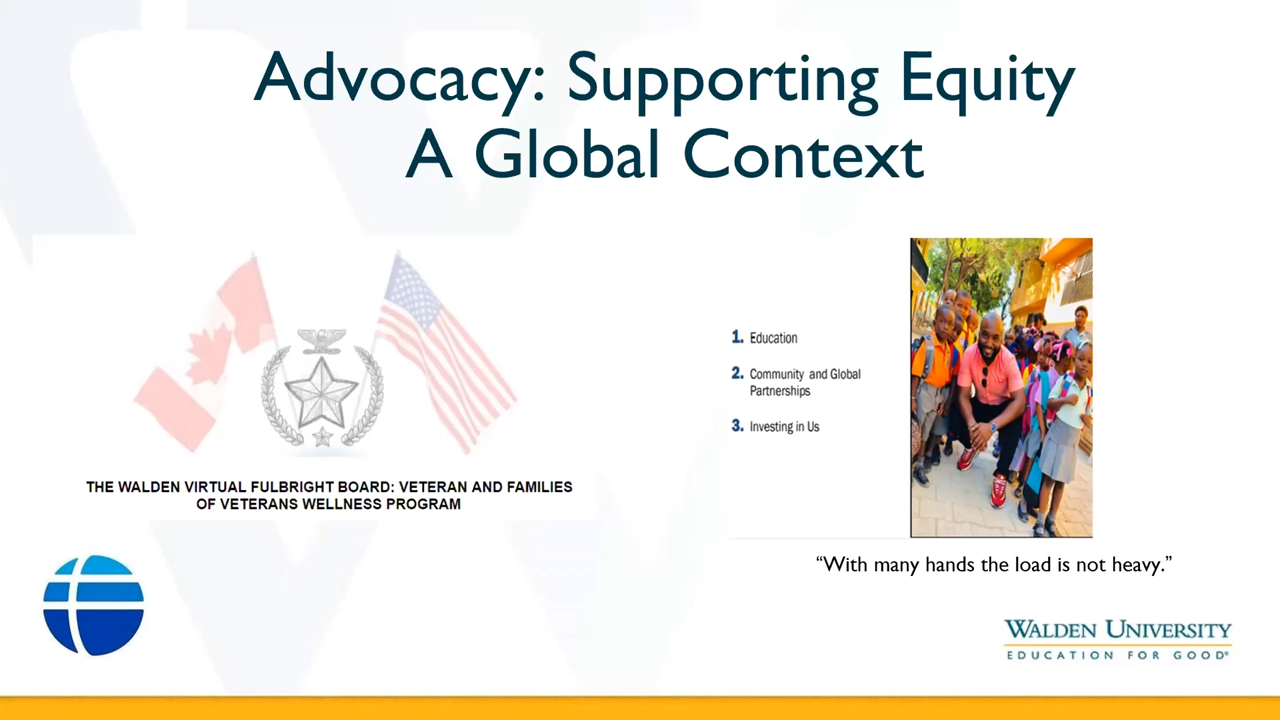 Advocacy: Supporting Equity
A Global Context
THE WALDEN VIRTUAL FULBRIGHT BOARD: VETERAN AND FAMILIES
OF VETERANS WELLNESS PROGRAM
1. Education
2. Community and Global
Partnerships
3. Investing in Us
“With many hands the load is not heavy.”
WALDEN UNIVERSITY
EDUCATION FOR GOOD®